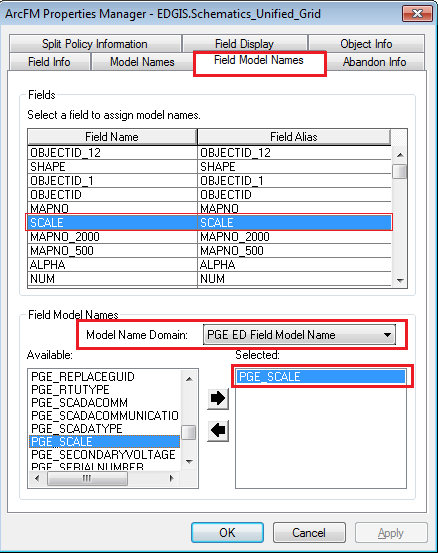 ArcFM Properties Manager - EDGIS.Schematics_Unified_Grid
Split Policy Information Field Display Object Info
Field Info Model Names Field Model Names Abandon Info
Fields
Select a field to assign model names.
Field Name Field Alias
OBJECTID_12 OBJECTID_12
SHAPE SHAPE
OBJECTID_1 OBJECTID_1
OBJECTID OBJECTID
MAPNO MAPNO
SCALE SCALE
MAPNO_2000 MAPNO_2000
MAPNO_500 MAPNO_500
ALPHA ALPHA
NUM NUM
Field Model Names
Model Name Domain: PGE ED Field Model Name
Available: Selected:
PGE_REPLACEGUID PGE_SCALE
PGE_RTUTYPE
PGE_SCADACOMM
PGE_SCADACOMMUNICATIO
PGE_SCADATYPE
PGE_SCALE
PGE_SECONDARYVOLTAGE
PGE_SERIALNUMBER
OK Cancel Apply